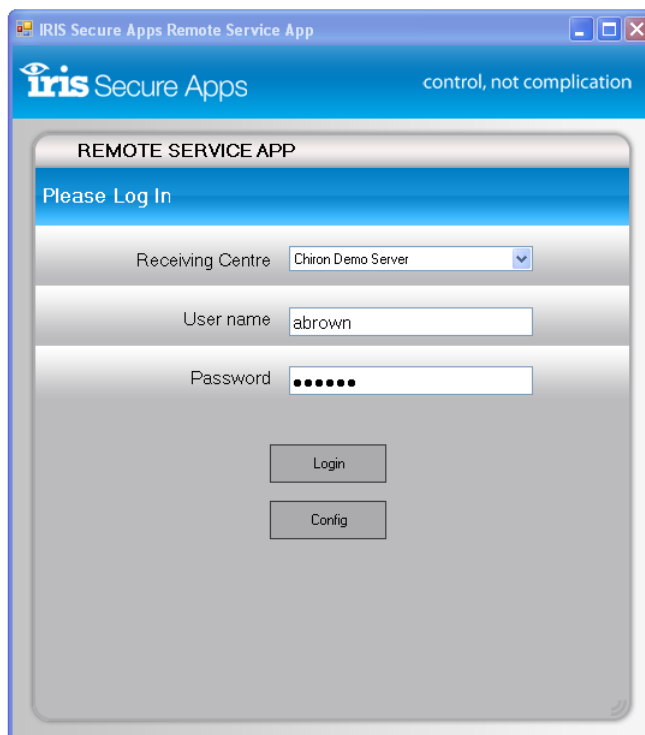 IRIS Secure Apps Remote Service App
iris Secure Apps
control, not complication
REMOTE SERVICE APP
Please Log In
Receiving Centre
Chiron Demo Server
User name
abrown
Password
●●●●●●
Login
Config